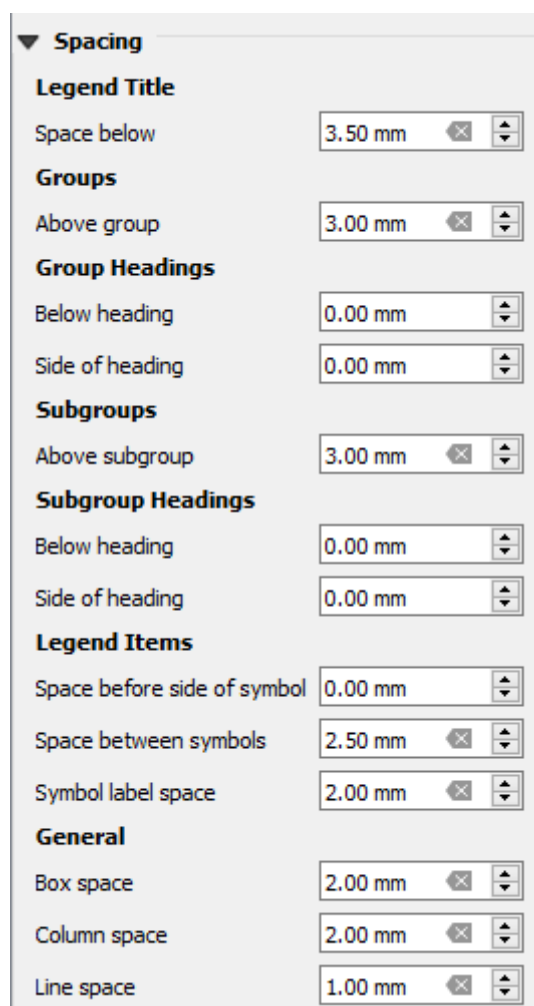 Spacing
Legend Title
Space below 3.50 mm
Groups
Above group 3.00 mm
Group Headings
Below heading 0.00 mm
Side of heading 0.00 mm
Subgroups
Above subgroup 3.00 mm
Subgroup Headings
Below heading 0.00 mm
Side of heading 0.00 mm
Legend Items
Space before side of symbol 0.00 mm
Space between symbols 2.50 mm
Symbol label space 2.00 mm
General
Box space 2.00 mm
Column space 2.00 mm
Line space 1.00 mm